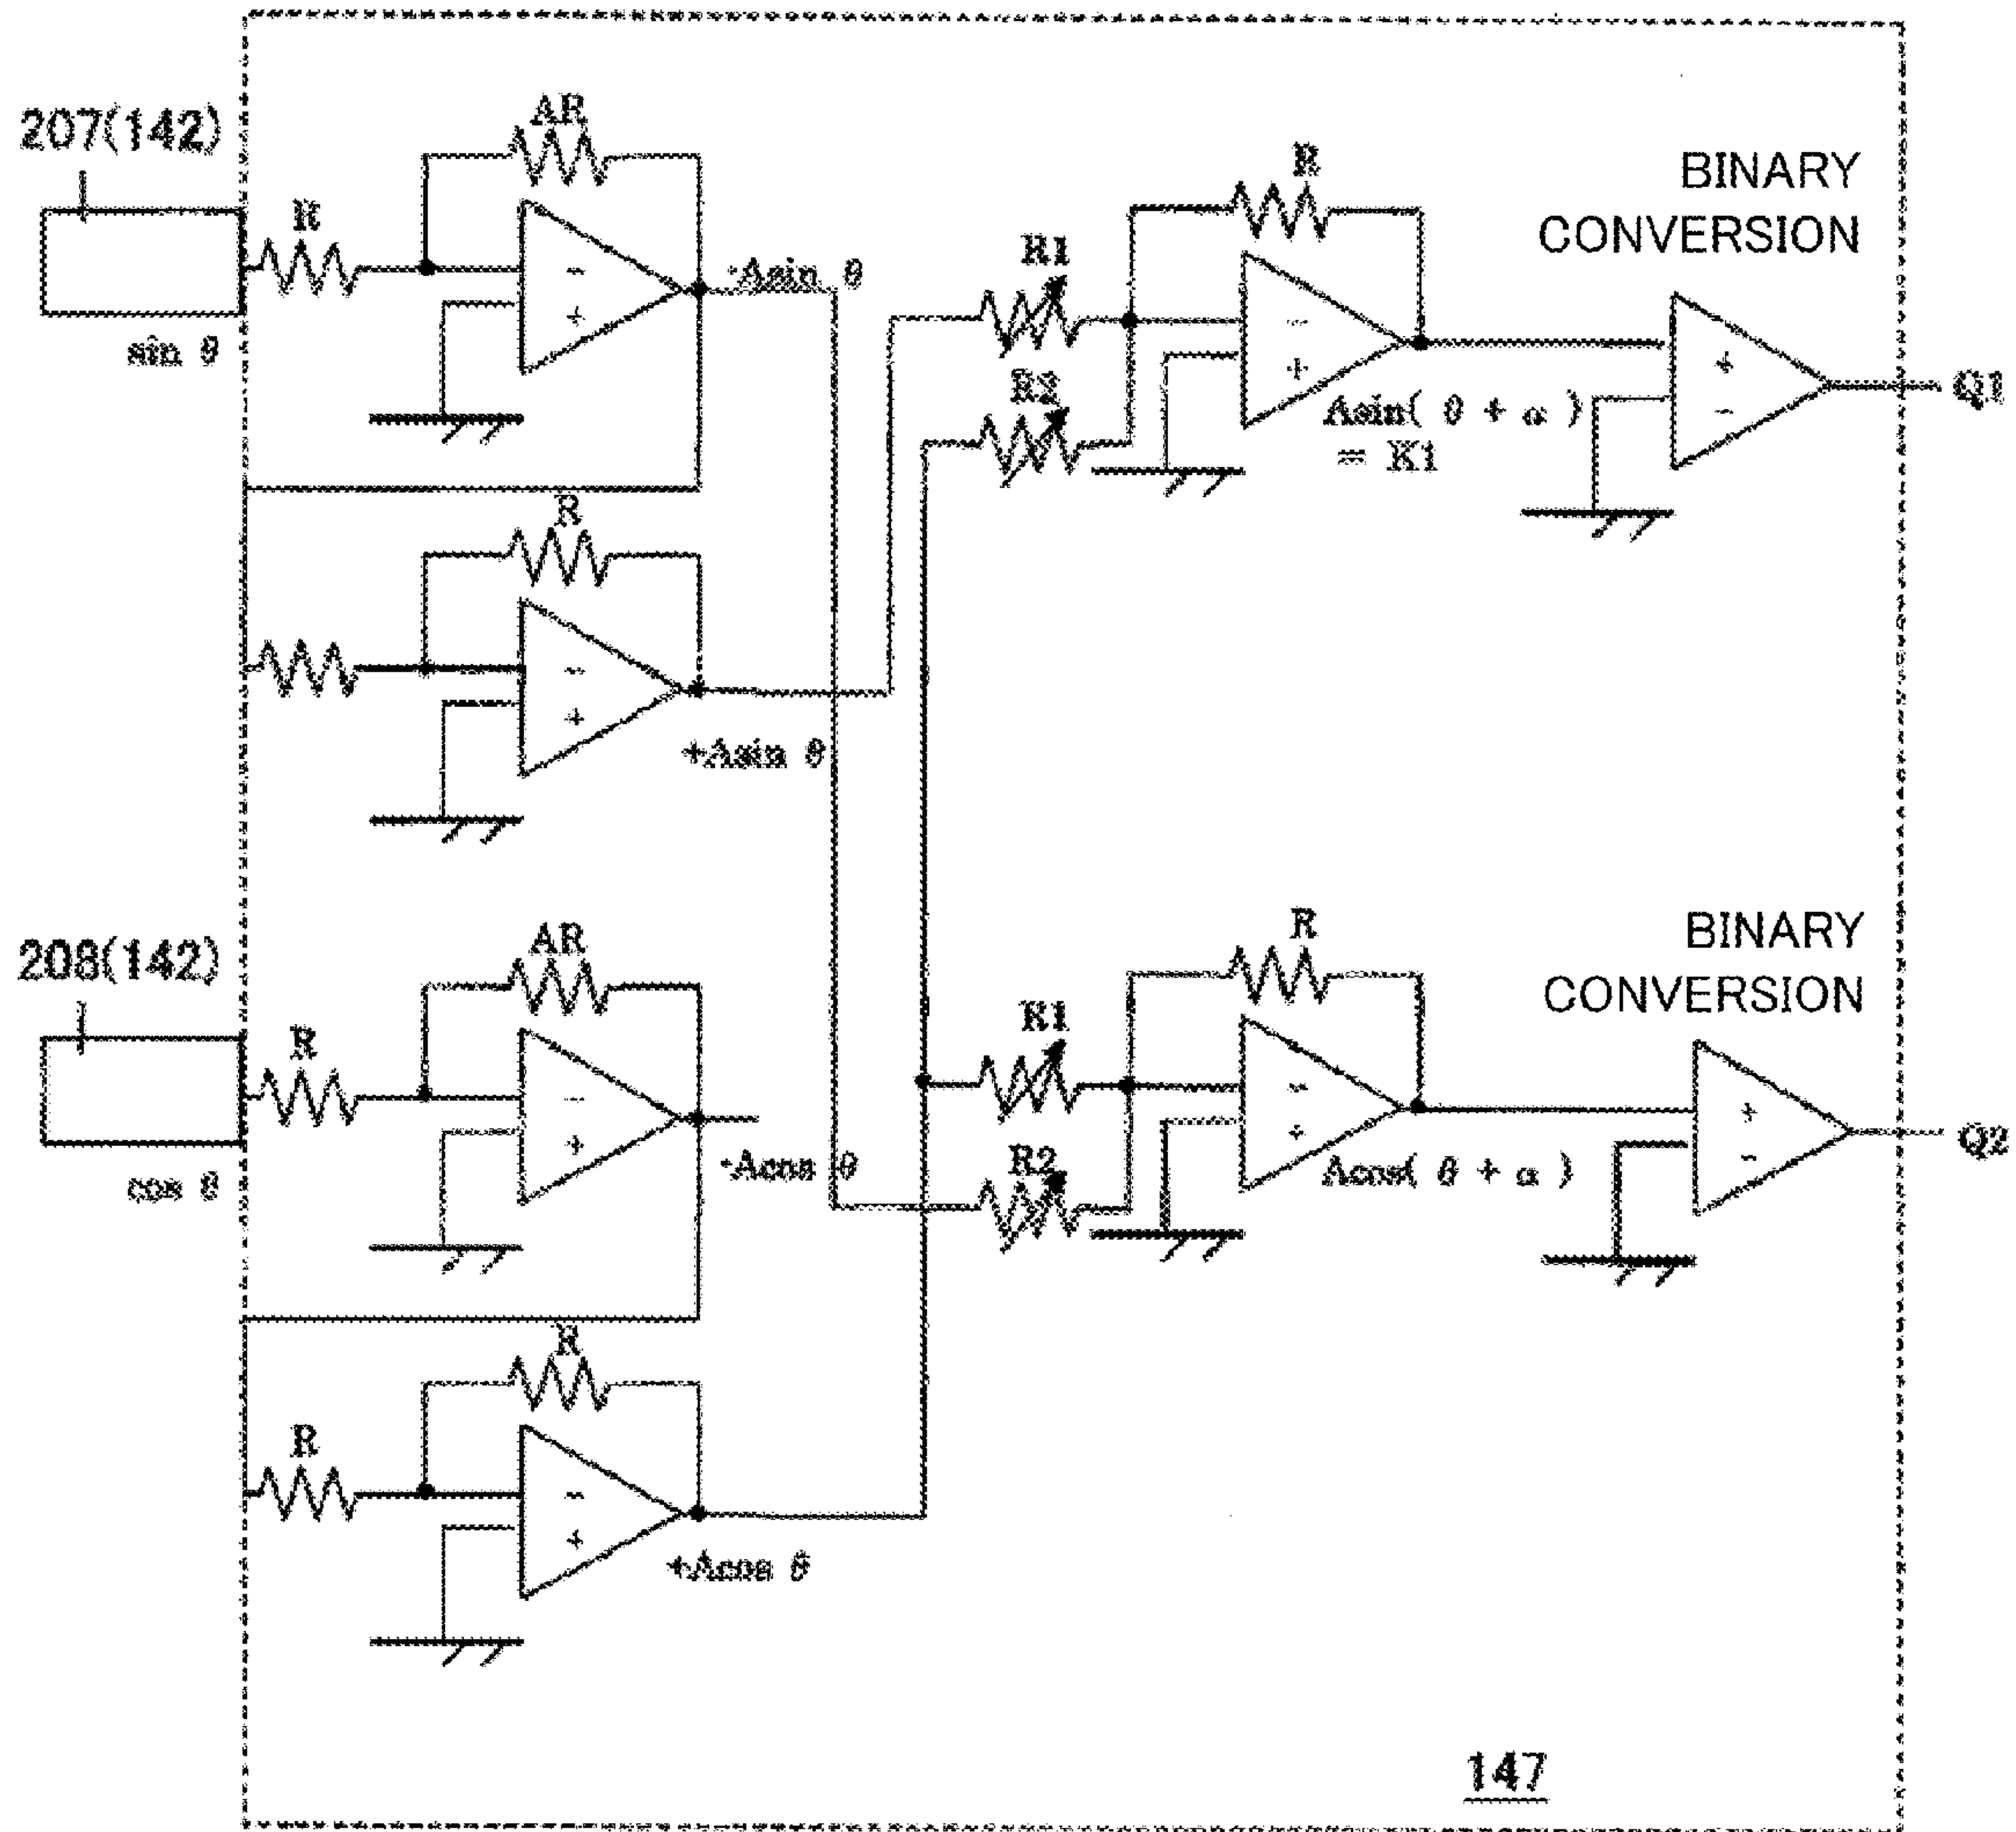 207(142)
sin θ
R
AR
-
+
-Asin θ
R
-
+
+Asin θ
R1
R2
R
-
+
Asin( θ + α )
= K1
BINARY
CONVERSION
+
-
Q1
208(142)
cos θ
R
AR
-
+
-Acos θ
R
R
-
+
+Acos θ
R1
R2
R
-
+
Acos( θ + α )
BINARY
CONVERSION
+
-
Q2
147